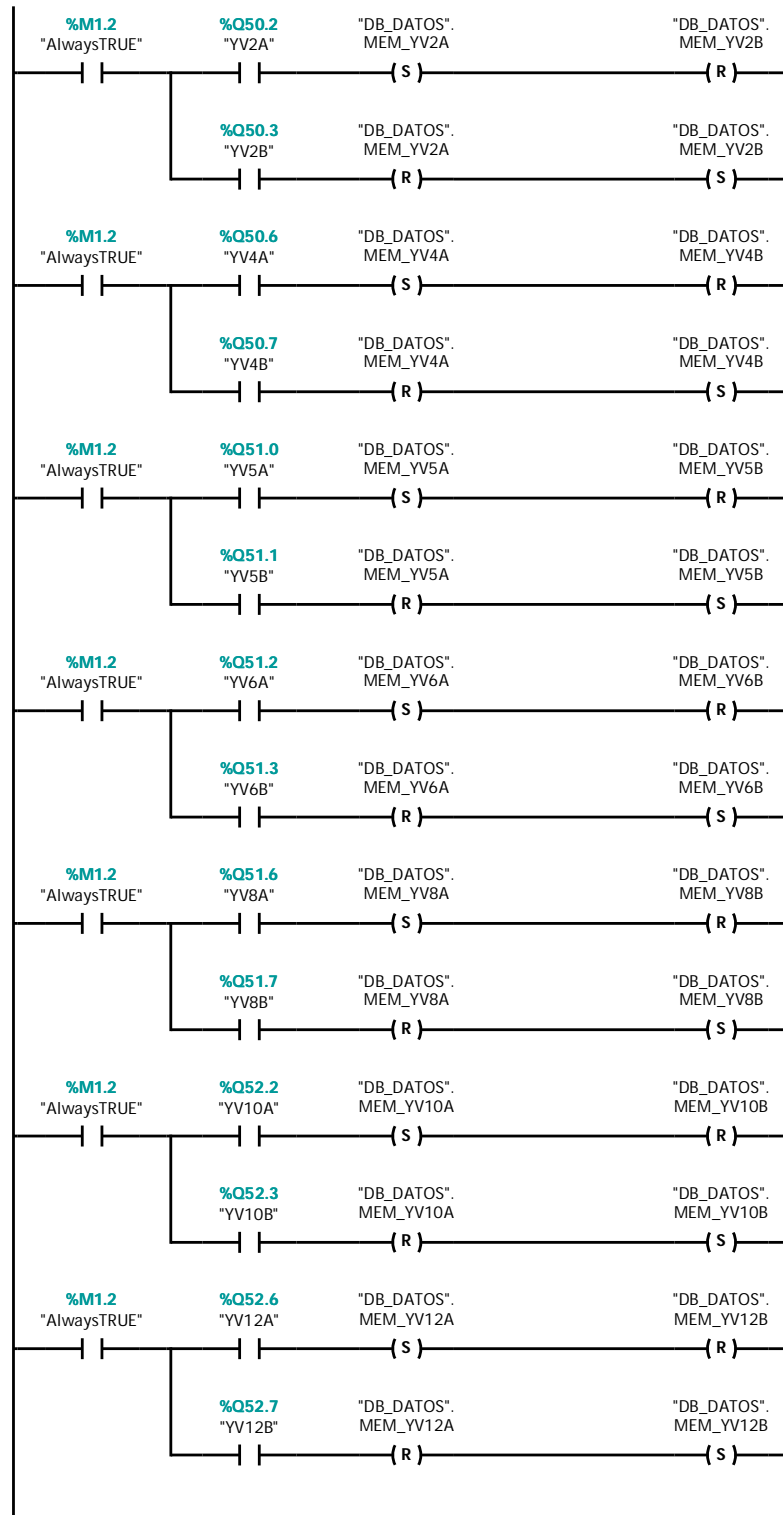 %M1.2 %Q50.2 "DB_DATOS". "DB_DATOS".
"AlwaysTRUE" "YV2A" MEM_YV2A MEM_YV2B
( S ) ( R )
%Q50.3 "DB_DATOS". "DB_DATOS".
"YV2B" MEM_YV2A MEM_YV2B
( R ) ( S )
%M1.2 %Q50.6 "DB_DATOS". "DB_DATOS".
"AlwaysTRUE" "YV4A" MEM_YV4A MEM_YV4B
( S ) ( R )
%Q50.7 "DB_DATOS". "DB_DATOS".
"YV4B" MEM_YV4A MEM_YV4B
( R ) ( S )
%M1.2 %Q51.0 "DB_DATOS". "DB_DATOS".
"AlwaysTRUE" "YV5A" MEM_YV5A MEM_YV5B
( S ) ( R )
%Q51.1 "DB_DATOS". "DB_DATOS".
"YV5B" MEM_YV5A MEM_YV5B
( R ) ( S )
%M1.2 %Q51.2 "DB_DATOS". "DB_DATOS".
"AlwaysTRUE" "YV6A" MEM_YV6A MEM_YV6B
( S ) ( R )
%Q51.3 "DB_DATOS". "DB_DATOS".
"YV6B" MEM_YV6A MEM_YV6B
( R ) ( S )
%M1.2 %Q51.6 "DB_DATOS". "DB_DATOS".
"AlwaysTRUE" "YV8A" MEM_YV8A MEM_YV8B
( S ) ( R )
%Q51.7 "DB_DATOS". "DB_DATOS".
"YV8B" MEM_YV8A MEM_YV8B
( R ) ( S )
%M1.2 %Q52.2 "DB_DATOS". "DB_DATOS".
"AlwaysTRUE" "YV10A" MEM_YV10A MEM_YV10B
( S ) ( R )
%Q52.3 "DB_DATOS". "DB_DATOS".
"YV10B" MEM_YV10A MEM_YV10B
( R ) ( S )
%M1.2 %Q52.6 "DB_DATOS". "DB_DATOS".
"AlwaysTRUE" "YV12A" MEM_YV12A MEM_YV12B
( S ) ( R )
%Q52.7 "DB_DATOS". "DB_DATOS".
"YV12B" MEM_YV12A MEM_YV12B
( R ) ( S )